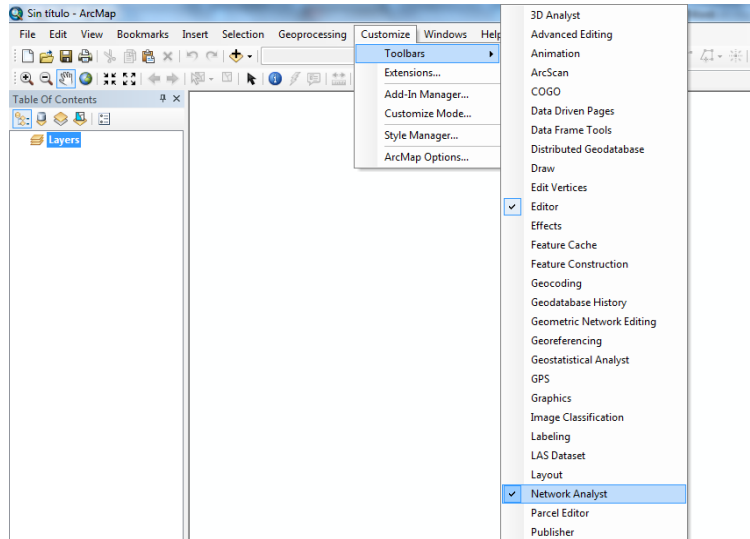 Sin título - ArcMap
File Edit View Bookmarks Insert Selection Geoprocessing Customize Windows Help
Table Of Contents
Layers
Toolbars
Extensions...
Add-In Manager...
Customize Mode...
Style Manager...
ArcMap Options...
3D Analyst
Advanced Editing
Animation
ArcScan
COGO
Data Driven Pages
Data Frame Tools
Distributed Geodatabase
Draw
Edit Vertices
Editor
Effects
Feature Cache
Feature Construction
Geocoding
Geodatabase History
Geometric Network Editing
Georeferencing
Geostatistical Analyst
GPS
Graphics
Image Classification
Labeling
LAS Dataset
Layout
Network Analyst
Parcel Editor
Publisher